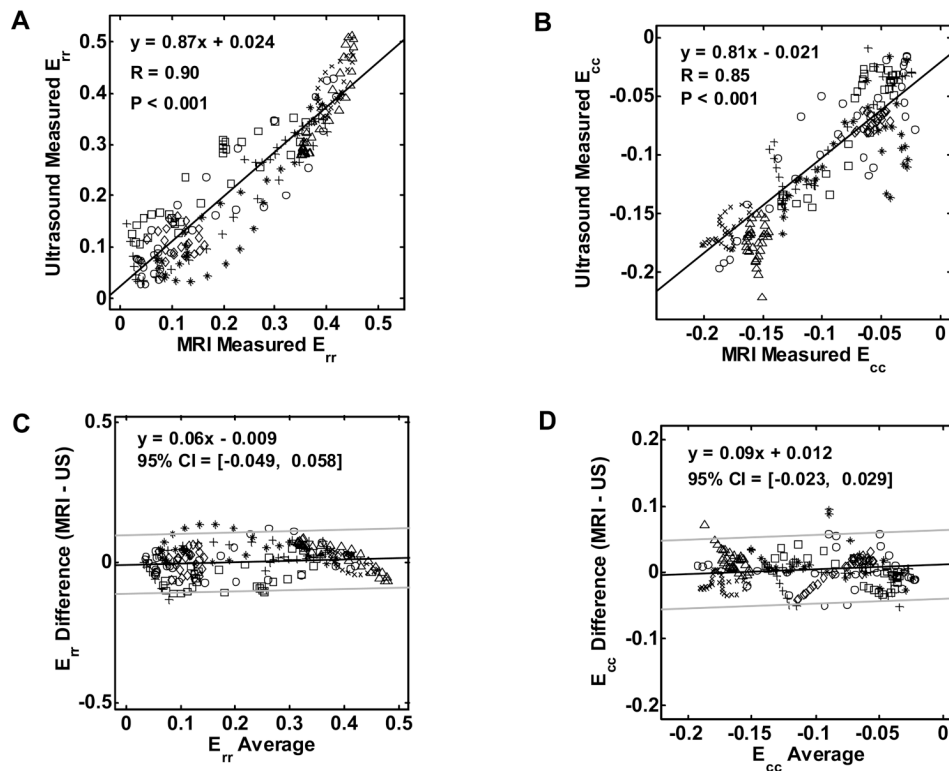 A
y = 0.87x + 0.024
R = 0.90
P < 0.001
Ultrasound Measured E_rr
0.5
0.4
0.3
0.2
0.1
0
0 0.1 0.2 0.3 0.4 0.5
MRI Measured E_rr
B
y = 0.81x - 0.021
R = 0.85
P < 0.001
Ultrasound Measured E_cc
-0.05
-0.1
-0.15
-0.2
-0.2 -0.15 -0.1 -0.05 0
MRI Measured E_cc
C
y = 0.06x - 0.009
95% CI = [-0.049, 0.058]
E_rr Difference (MRI - US)
0.5
0
-0.5
0 0.1 0.2 0.3 0.4 0.5
E_rr Average
D
y = 0.09x + 0.012
95% CI = [-0.023, 0.029]
E_cc Difference (MRI - US)
0.2
0.1
0
-0.1
-0.2
-0.2 -0.15 -0.1 -0.05 0
E_cc Average